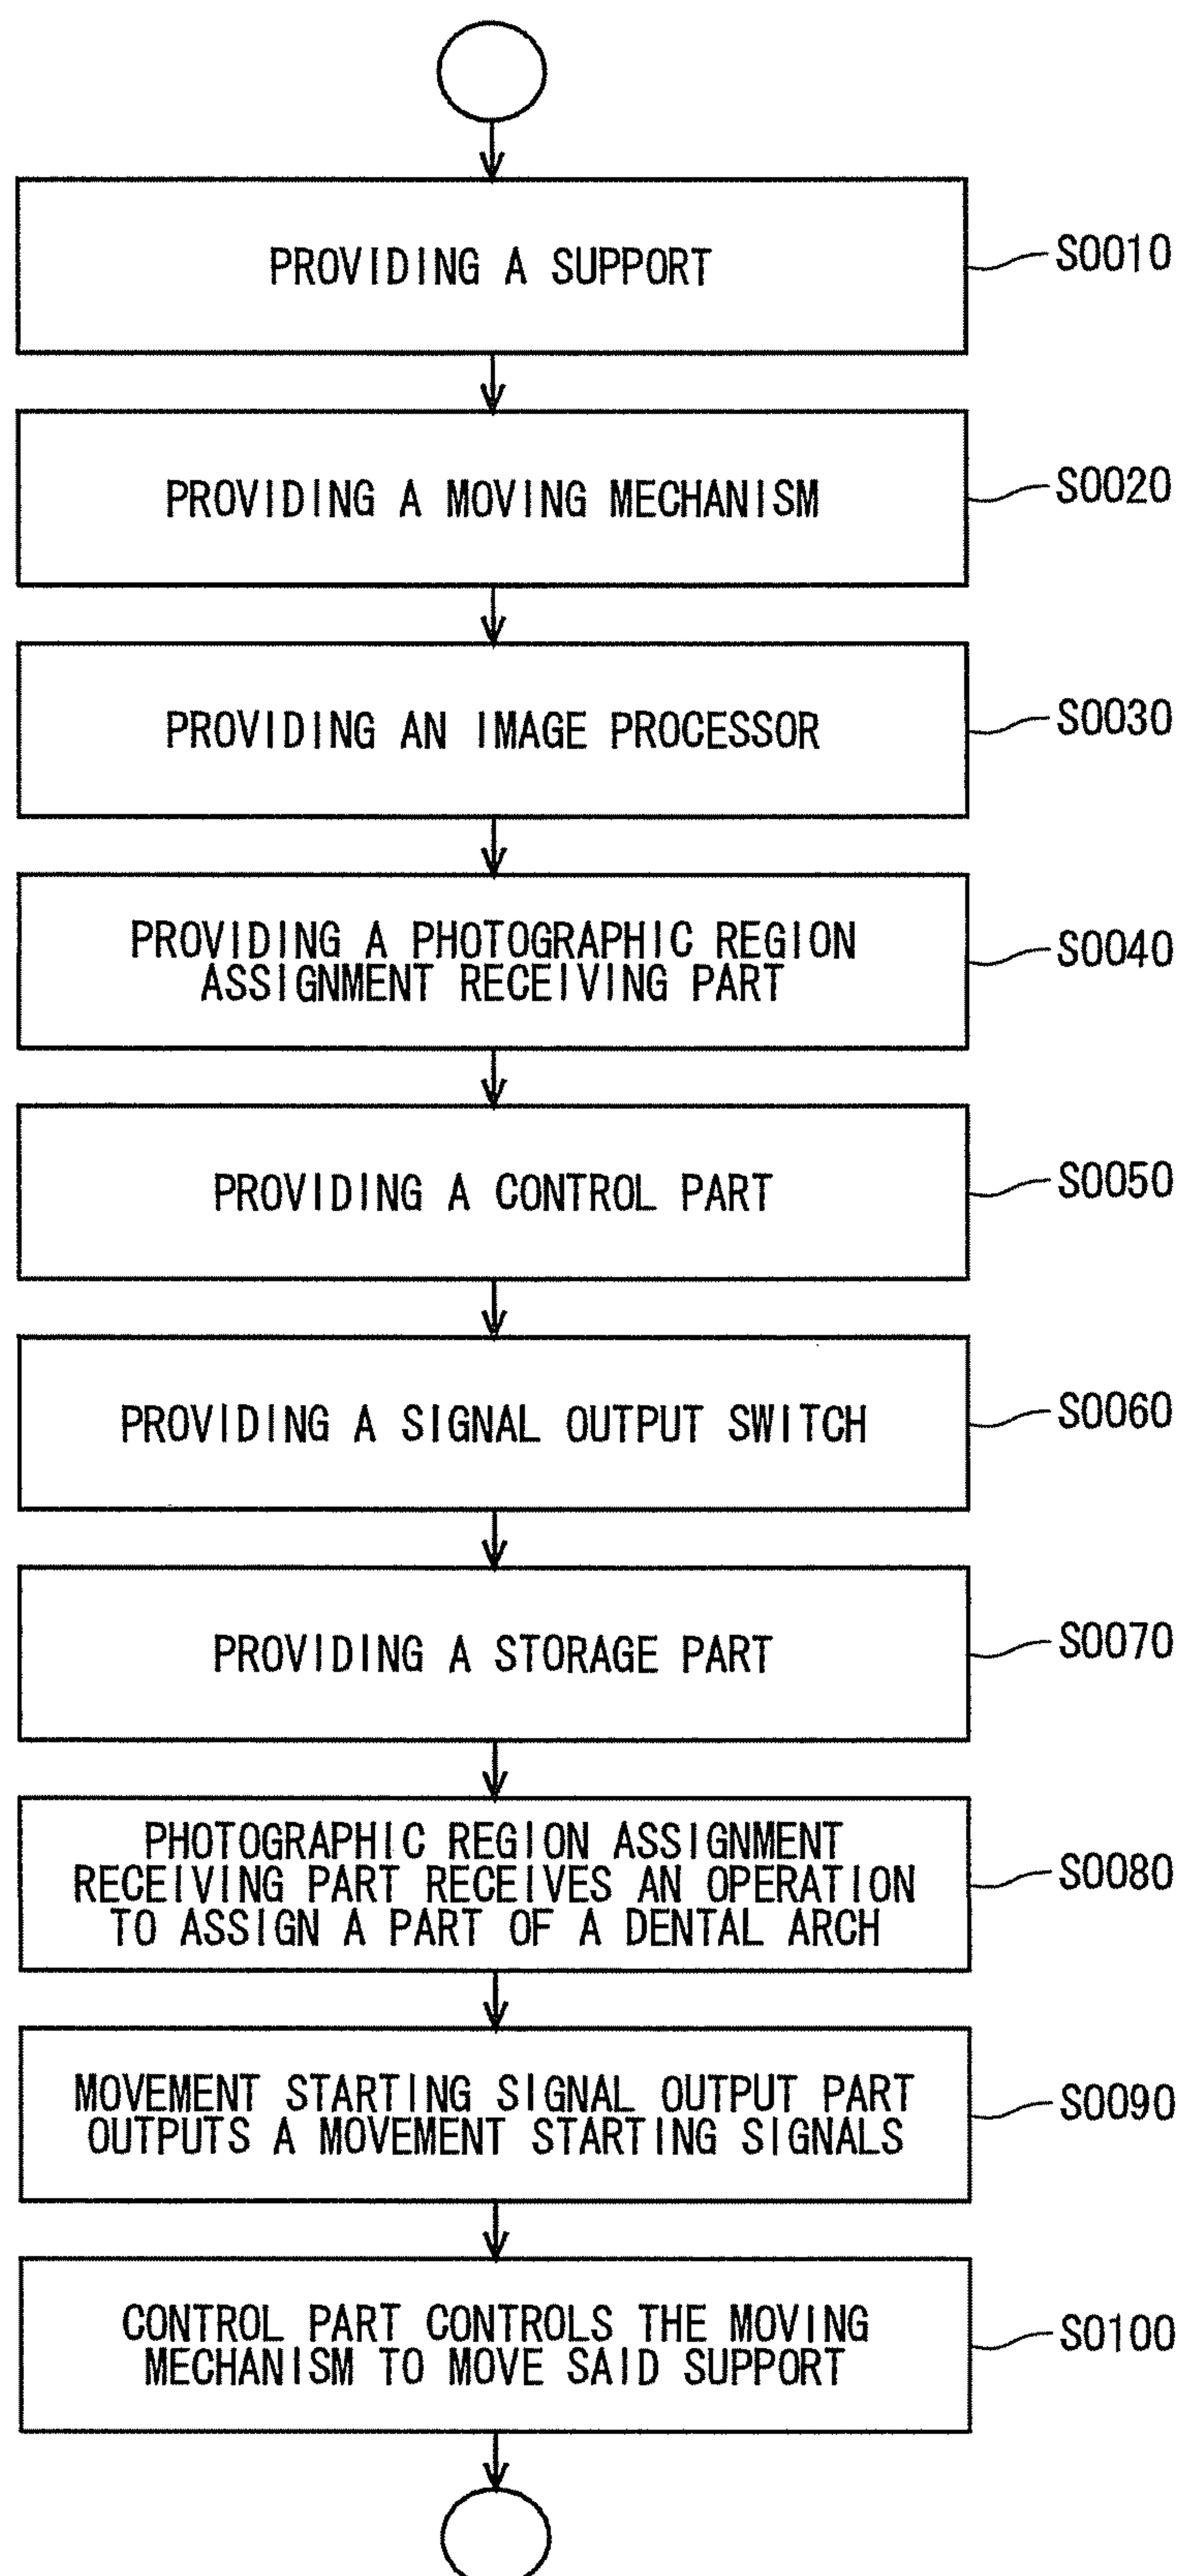 PROVIDING A SUPPORT
S0010
PROVIDING A MOVING MECHANISM
S0020
PROVIDING AN IMAGE PROCESSOR
S0030
PROVIDING A PHOTOGRAPHIC REGION
ASSIGNMENT RECEIVING PART
S0040
PROVIDING A CONTROL PART
S0050
PROVIDING A SIGNAL OUTPUT SWITCH
S0060
PROVIDING A STORAGE PART
S0070
PHOTOGRAPHIC REGION ASSIGNMENT
RECEIVING PART RECEIVES AN OPERATION
TO ASSIGN A PART OF A DENTAL ARCH
S0080
MOVEMENT STARTING SIGNAL OUTPUT PART
OUTPUTS A MOVEMENT STARTING SIGNALS
S0090
CONTROL PART CONTROLS THE MOVING
MECHANISM TO MOVE SAID SUPPORT
S0100